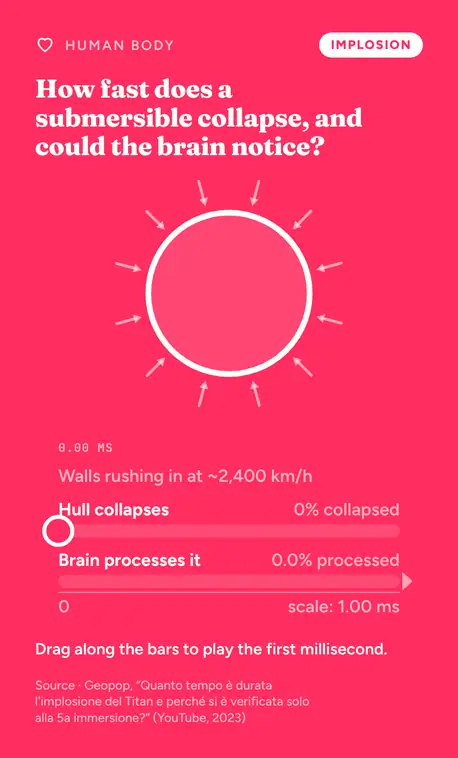 HUMAN BODY
IMPLOSION
How fast does a
submersible collapse, and
could the brain notice?
0.00 MS
Walls rushing in at ~2,400 km/h
Hull collapses 0% collapsed
Brain processes it 0.0% processed
0 scale: 1.00 ms
Drag along the bars to play the first millisecond.
Source · Geopop, “Quanto tempo è durata
l’implosione del Titan e perché si è verificata solo
alla 5a immersione?” (YouTube, 2023)